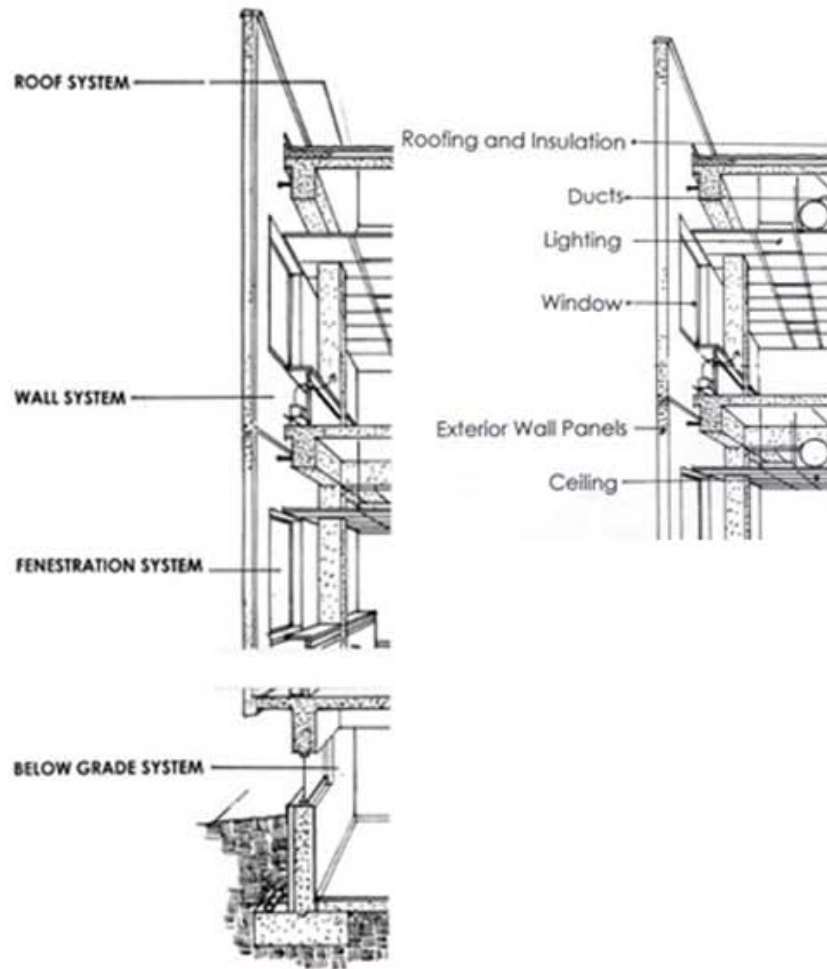 ROOF SYSTEM
WALL SYSTEM
FENESTRATION SYSTEM
BELOW GRADE SYSTEM
Roofing and Insulation
Ducts
Lighting
Window
Exterior Wall Panels
Ceiling